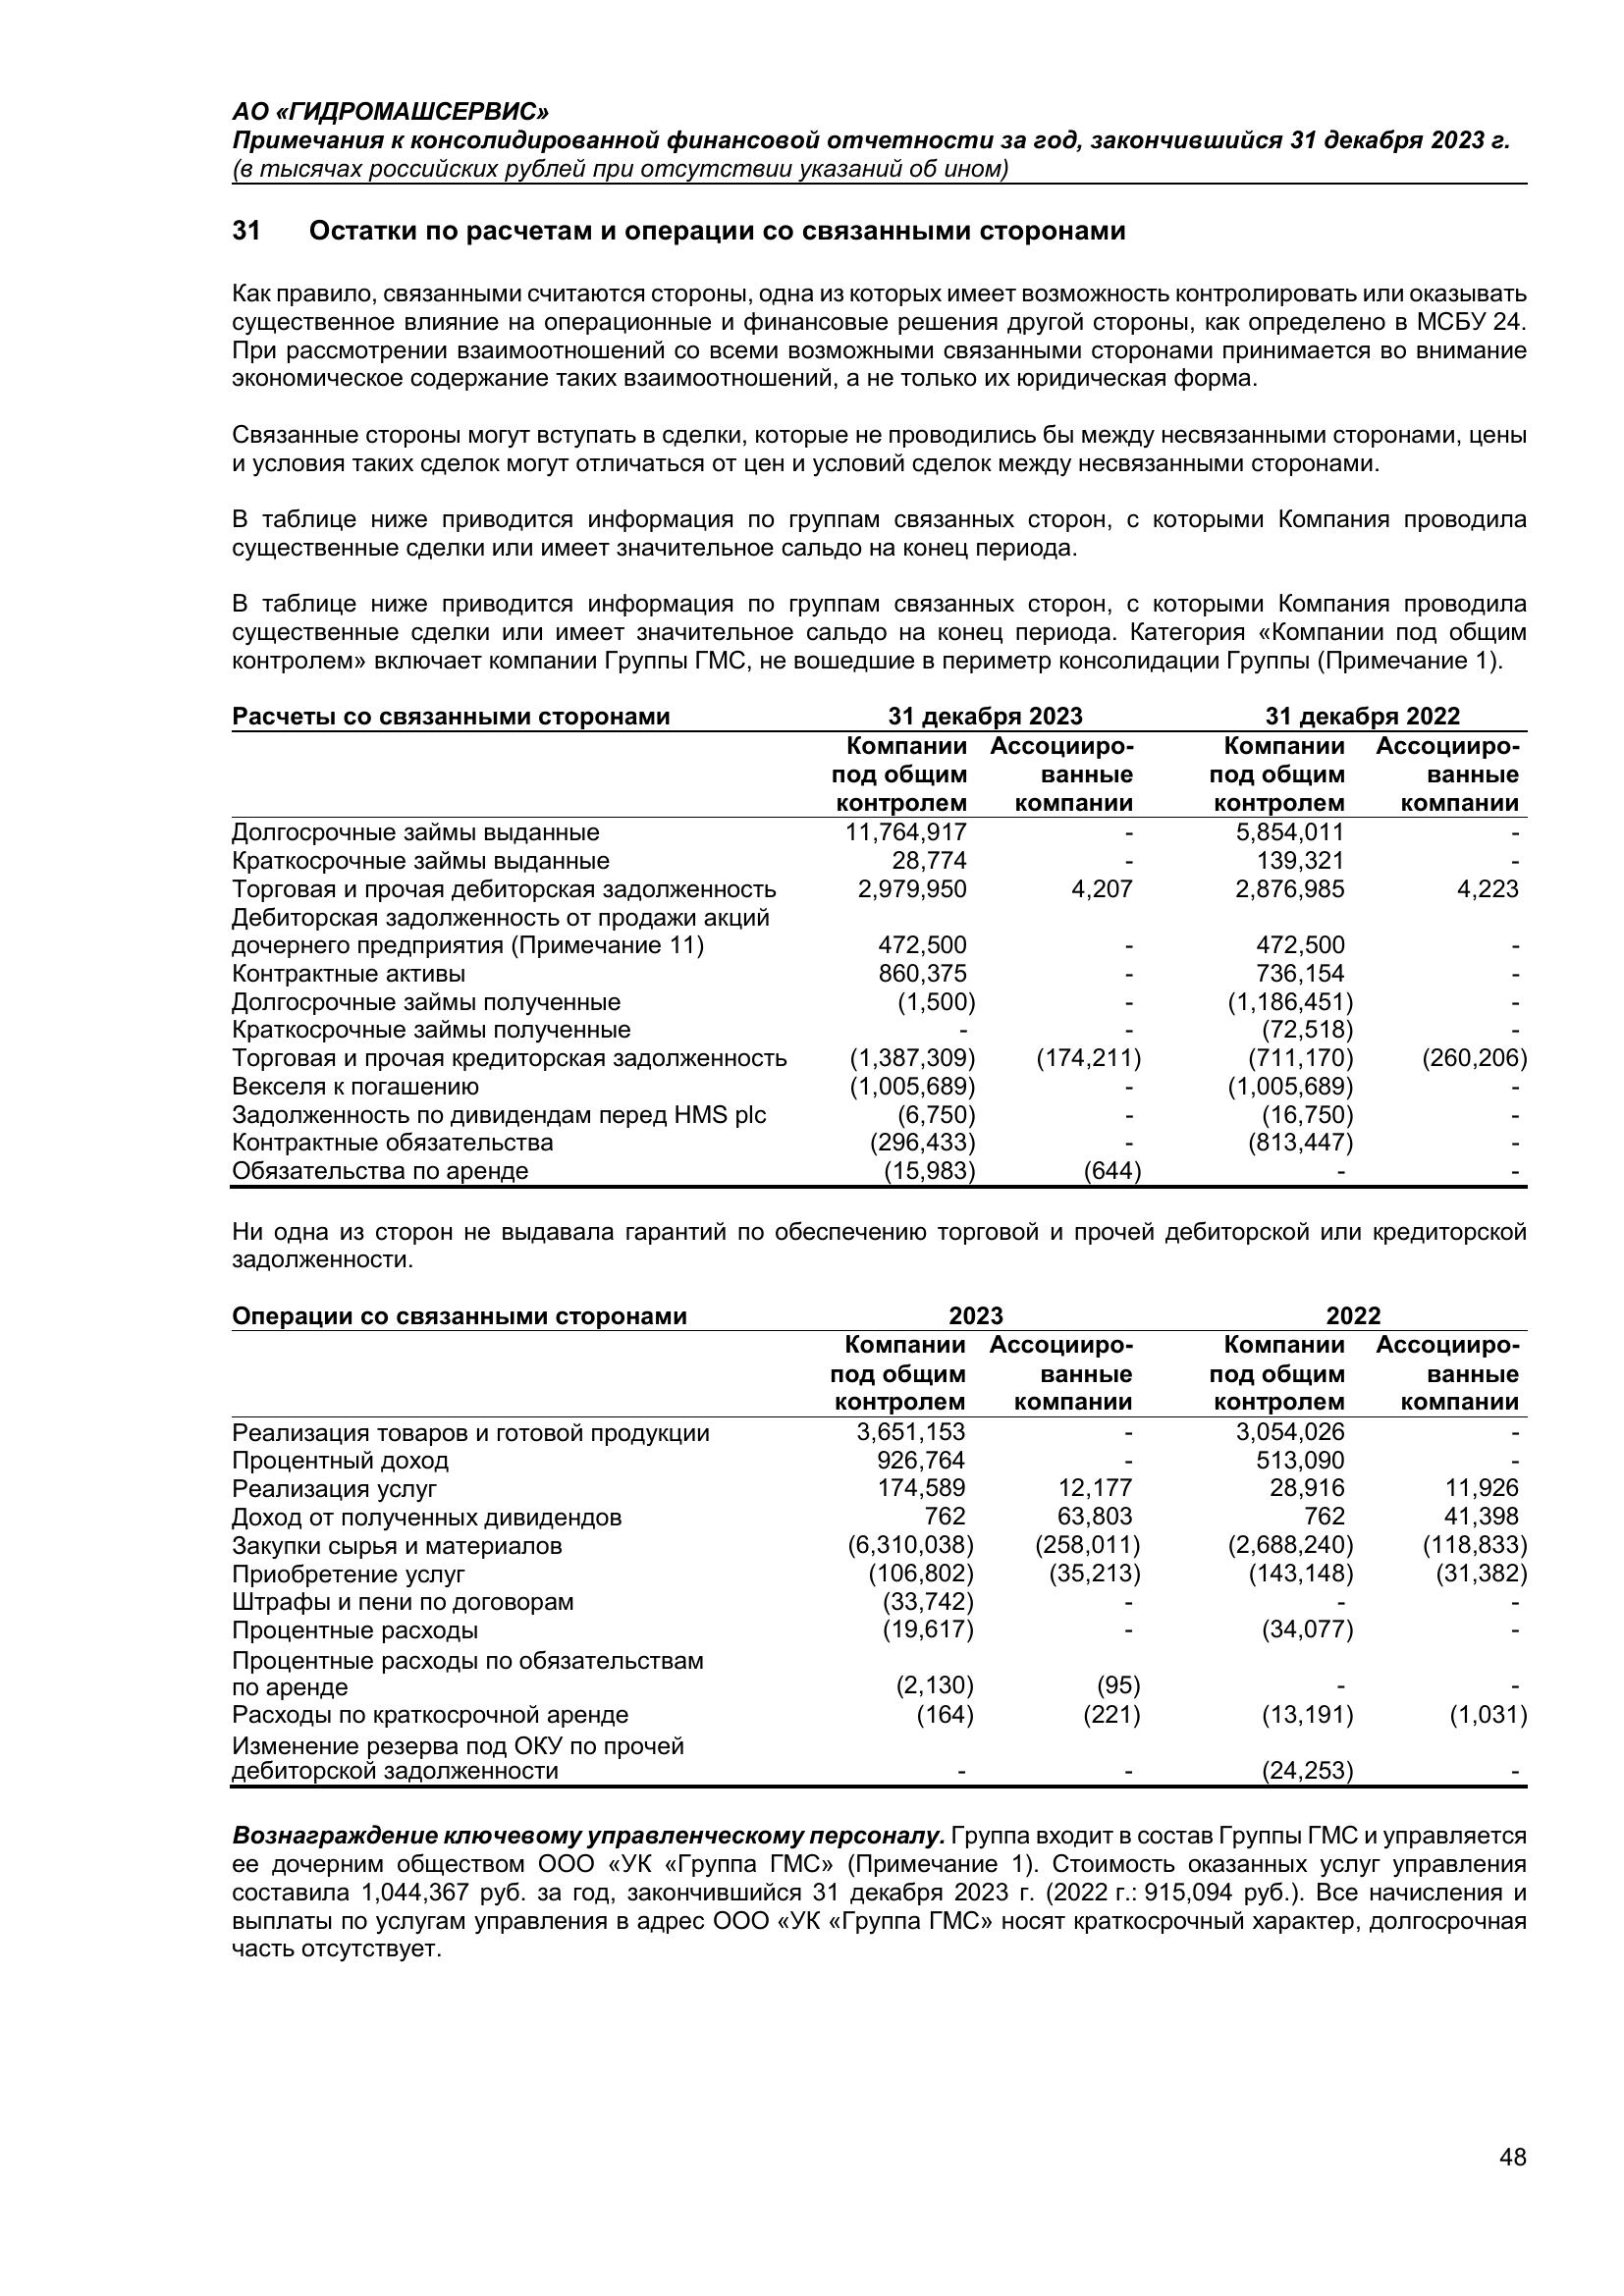 АО «ГИДРОМАШСЕРВИС»
Примечания к консолидированной финансовой отчетности за год, закончившийся 31 декабря 2023 г.
(в тысячах российских рублей при отсутствии указаний об ином)
31 Остатки по расчетам и операции со связанными сторонами
Как правило, связанными считаются стороны, одна из которых имеет возможность контролировать или оказывать
существенное влияние на операционные и финансовые решения другой стороны, как определено в МСБУ 24.
При рассмотрении взаимоотношений со всеми возможными связанными сторонами принимается во внимание
экономическое содержание таких взаимоотношений, а не только их юридическая форма.
Связанные стороны могут вступать в сделки, которые не проводились бы между несвязанными сторонами, цены
и условия таких сделок могут отличаться от цен и условий сделок между несвязанными сторонами.
В таблице ниже приводится информация по группам связанных сторон, с которыми Компания проводила
существенные сделки или имеет значительное сальдо на конец периода.
В таблице ниже приводится информация по группам связанных сторон, с которыми Компания проводила
существенные сделки или имеет значительное сальдо на конец периода. Категория «Компании под общим
контролем» включает компании Группы ГМС, не вошедшие в периметр консолидации Группы (Примечание 1).
Расчеты со связанными сторонами 31 декабря 2023 31 декабря 2022
Компании Ассоцииро- Компании Ассоцииро-
под общим ванные под общим ванные
контролем компании контролем компании
Долгосрочные займы выданные 11,764,917 - 5,854,011 -
Краткосрочные займы выданные 28,774 - 139,321 -
Торговая и прочая дебиторская задолженность 2,979,950 4,207 2,876,985 4,223
Дебиторская задолженность от продажи акций
дочернего предприятия (Примечание 11) 472,500 - 472,500 -
Контрактные активы 860,375 - 736,154 -
Долгосрочные займы полученные (1,500) - (1,186,451) -
Краткосрочные займы полученные - - (72,518) -
Торговая и прочая кредиторская задолженность (1,387,309) (174,211) (711,170) (260,206)
Векселя к погашению (1,005,689) - (1,005,689) -
Задолженность по дивидендам перед HMS plc (6,750) - (16,750) -
Контрактные обязательства (296,433) - (813,447) -
Обязательства по аренде (15,983) (644) - -
Ни одна из сторон не выдавала гарантий по обеспечению торговой и прочей дебиторской или кредиторской
задолженности.
Операции со связанными сторонами 2023 2022
Компании Ассоцииро- Компании Ассоцииро-
под общим ванные под общим ванные
контролем компании контролем компании
Реализация товаров и готовой продукции 3,651,153 - 3,054,026 -
Процентный доход 926,764 - 513,090 -
Реализация услуг 174,589 12,177 28,916 11,926
Доход от полученных дивидендов 762 63,803 762 41,398
Закупки сырья и материалов (6,310,038) (258,011) (2,688,240) (118,833)
Приобретение услуг (106,802) (35,213) (143,148) (31,382)
Штрафы и пени по договорам (33,742) - - -
Процентные расходы (19,617) - (34,077) -
Процентные расходы по обязательствам
по аренде (2,130) (95) - -
Расходы по краткосрочной аренде (164) (221) (13,191) (1,031)
Изменение резерва под ОКУ по прочей
дебиторской задолженности - - (24,253) -
Вознаграждение ключевому управленческому персоналу. Группа входит в состав Группы ГМС и управляется
ее дочерним обществом ООО «УК «Группа ГМС» (Примечание 1). Стоимость оказанных услуг управления
составила 1,044,367 руб. за год, закончившийся 31 декабря 2023 г. (2022 г.: 915,094 руб.). Все начисления и
выплаты по услугам управления в адрес ООО «УК «Группа ГМС» носят краткосрочный характер, долгосрочная
часть отсутствует.
48